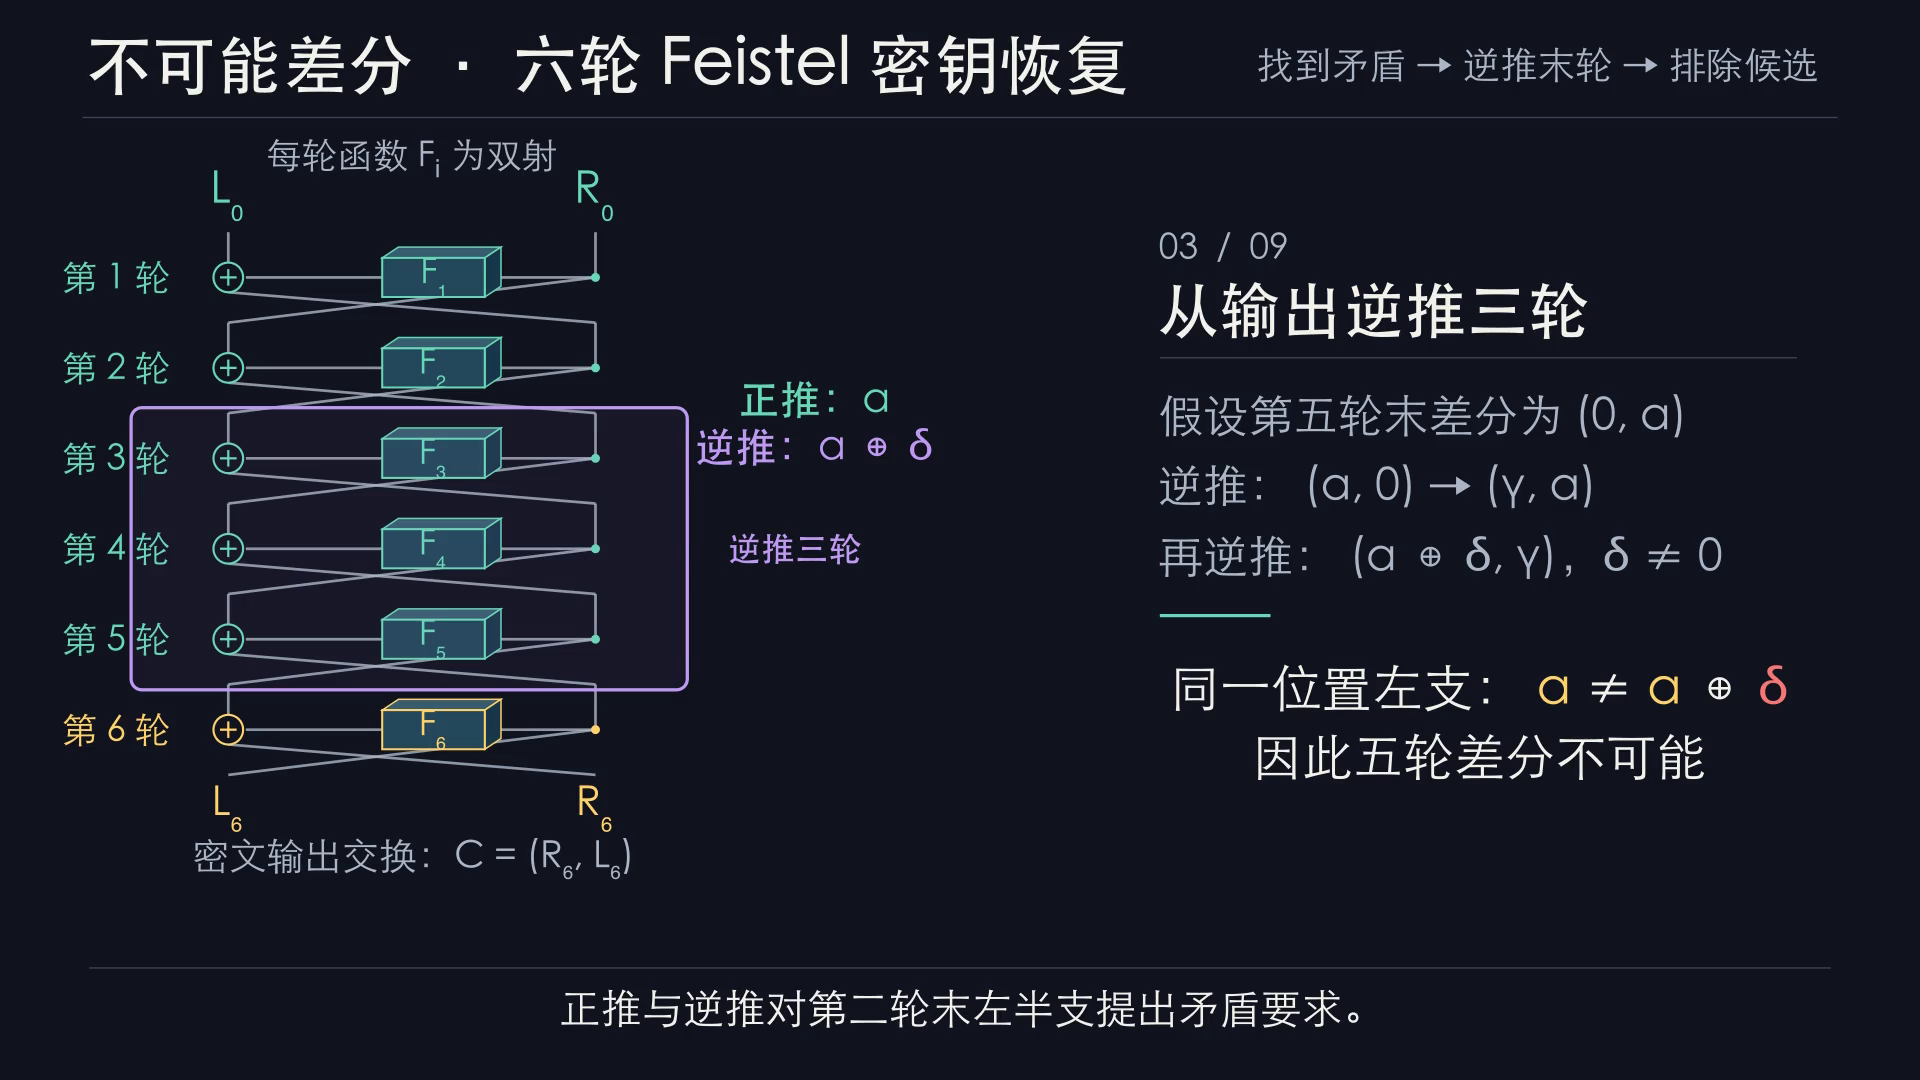 不可能差分 · 六轮 Feistel 密钥恢复
找到矛盾 → 逆推末轮 → 排除候选
每轮函数 Fᵢ 为双射
L₀ R₀
第 1 轮 F₁
第 2 轮 F₂
第 3 轮 F₃
第 4 轮 F₄
第 5 轮 F₅
第 6 轮 F₆
L₆ R₆
密文输出交换：C = (R₆, L₆)
正推：α
逆推：α ⊕ δ
逆推三轮
03 / 09
从输出逆推三轮
假设第五轮末差分为 (0, α)
逆推： (α, 0) → (γ, α)
再逆推： (α ⊕ δ, γ)，δ ≠ 0
同一位置左支： α ≠ α ⊕ δ
因此五轮差分不可能
正推与逆推对第二轮末左半支提出矛盾要求。